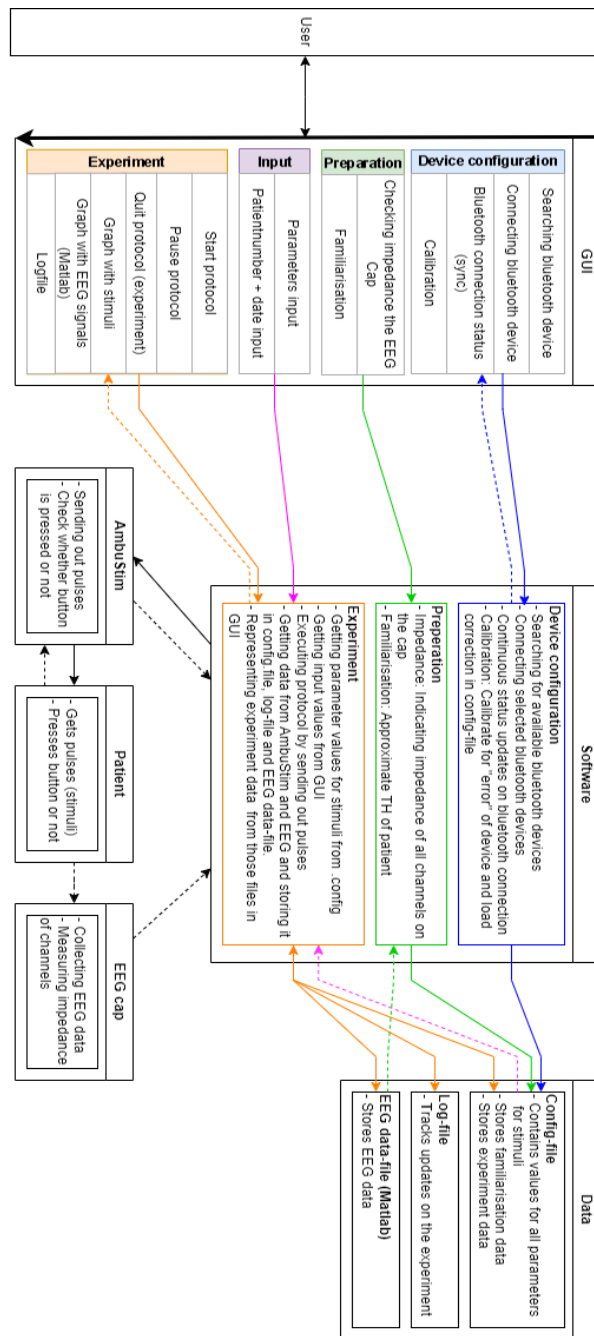 User
GUI
Device configuration
Searching bluetooth device
Connecting bluetooth device
Bluetooth connection status
(sync)
Calibration
Preparation
Checking impedance the EEG
Cap
Familiarisation
Input
Parameters input
Patientnumber + date input
Experiment
Start protocol
Pause protocol
Quit protocol (experiment)
Graph with stimuli
Graph with EEG signals
(Matlab)
Logfile
Software
Device configuration
- Searching for available bluetooth devices
- Connecting selected bluetooth devices
- Continuous status updates on bluetooth connection
- Calibration: Calibrate for "error" of device and load
correction in config-file
Preperation
- Impedance: Indicating impedance of all channels on
the cap
- Familiarisation: Approximate TH of patient
Experiment
- Getting parameter values for stimuli from .config
- Getting input values from GUI
- Executing protocol by sending out pulses
- Getting data from AmbuStim and EEG and storing it
in config.file, log-file and EEG data-file.
- Representing experiment data from those files in
GUI
AmbuStim
- Sending out pulses
- Check whether button
is pressed or not
Patient
- Gets pulses (stimuli)
- Presses button or not
EEG cap
- Collecting EEG data
- Measuring impedance
of channels
Data
Config-file
- Contains values for all parameters
for stimuli
- Stores familiarisation data
- Stores experiment data
Log-file
- Tracks updates on the experiment
EEG data-file (Matlab)
- Stores EEG data